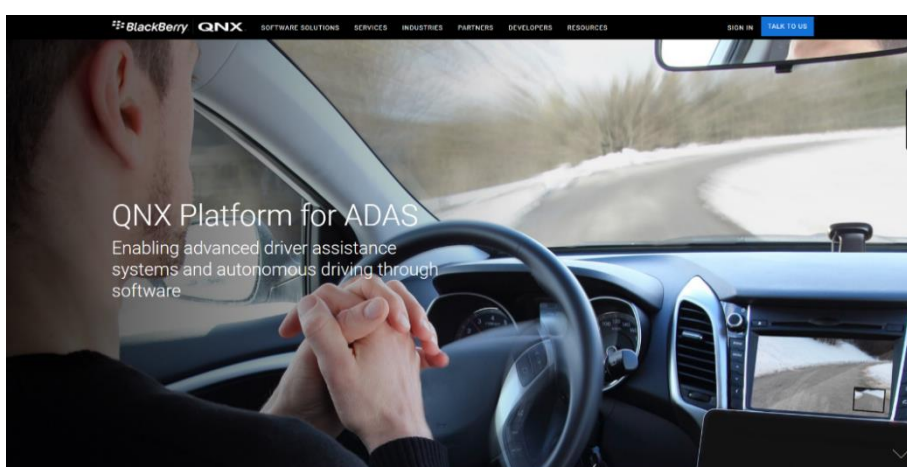 BlackBerry QNX SOFTWARE SOLUTIONS SERVICES INDUSTRIES PARTNERS DEVELOPERS RESOURCES SIGN IN TALK TO US
QNX Platform for ADAS
Enabling advanced driver assistance
systems and autonomous driving through
software